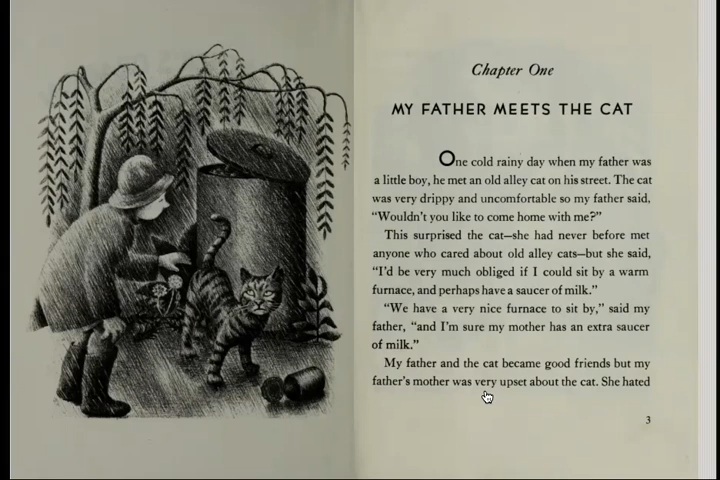 Chapter One
MY FATHER MEETS THE CAT
One cold rainy day when my father was
a little boy, he met an old alley cat on his street. The cat
was very drippy and uncomfortable so my father said,
“Wouldn’t you like to come home with me?”
This surprised the cat—she had never before met
anyone who cared about old alley cats—but she said,
“I’d be very much obliged if I could sit by a warm
furnace, and perhaps have a saucer of milk.”
“We have a very nice furnace to sit by,” said my
father, “and I’m sure my mother has an extra saucer
of milk.”
My father and the cat became good friends but my
father’s mother was very upset about the cat. She hated
3